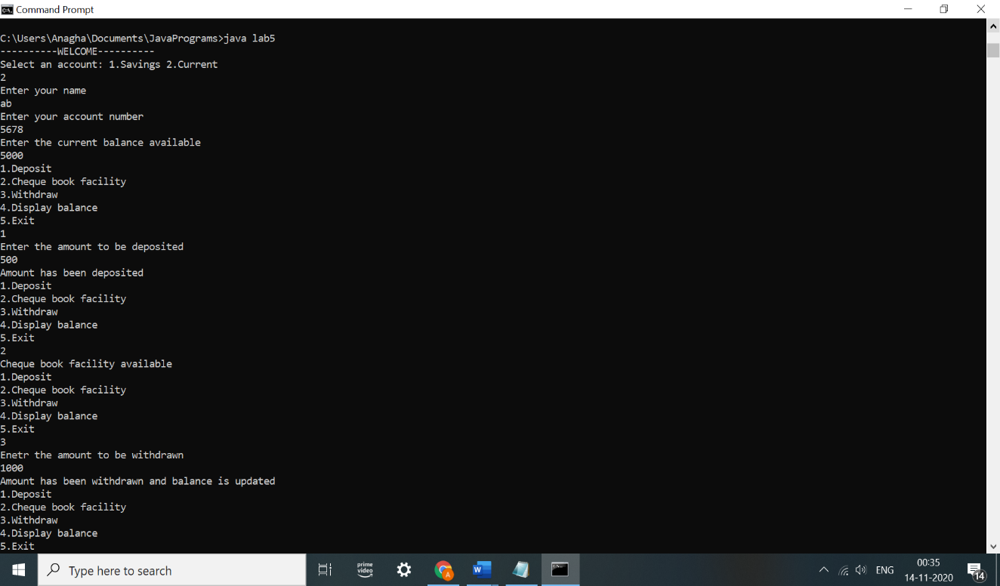 Command Prompt
C:\Users\Anagha\Documents\JavaPrograms>java lab5
----------WELCOME----------
Select an account: 1.Savings 2.Current
2
Enter your name
ab
Enter your account number
5678
Enter the current balance available
5000
1.Deposit
2.Cheque book facility
3.Withdraw
4.Display balance
5.Exit
1
Enter the amount to be deposited
500
Amount has been deposited
1.Deposit
2.Cheque book facility
3.Withdraw
4.Display balance
5.Exit
2
Cheque book facility available
1.Deposit
2.Cheque book facility
3.Withdraw
4.Display balance
5.Exit
3
Enetr the amount to be withdrawn
1000
Amount has been withdrawn and balance is updated
1.Deposit
2.Cheque book facility
3.Withdraw
4.Display balance
5.Exit
Type here to search
prime
video
A
W
ENG
00:35
14-11-2020
14